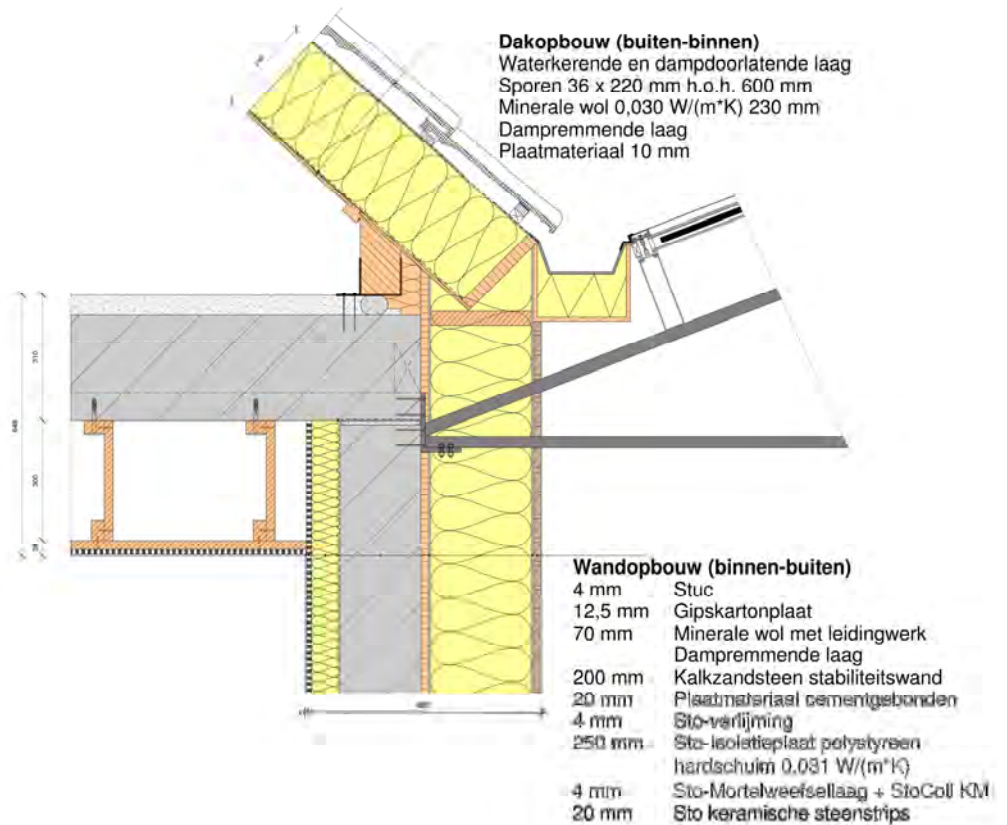 Dakopbouw (buiten-binnen)
Waterkerende en dampdoorlatende laag
Sporen 36 x 220 mm h.o.h. 600 mm
Minerale wol 0,030 W/(m*K) 230 mm
Dampremmende laag
Plaatmateriaal 10 mm
310
648
300
Wandopbouw (binnen-buiten)
4 mm Stuc
12,5 mm Gipskartonplaat
70 mm Minerale wol met leidingwerk
Dampremmende laag
200 mm Kalkzandsteen stabiliteitswand
20 mm Plaatmateriaal cementgebonden
4 mm Sto-verlijming
250 mm Sto-Isolatieplaat polystyreen
hardschuim 0.031 W/(m*K)
4 mm Sto-Mortelweefsellaag + StoColl KM
20 mm Sto keramische steenstrips